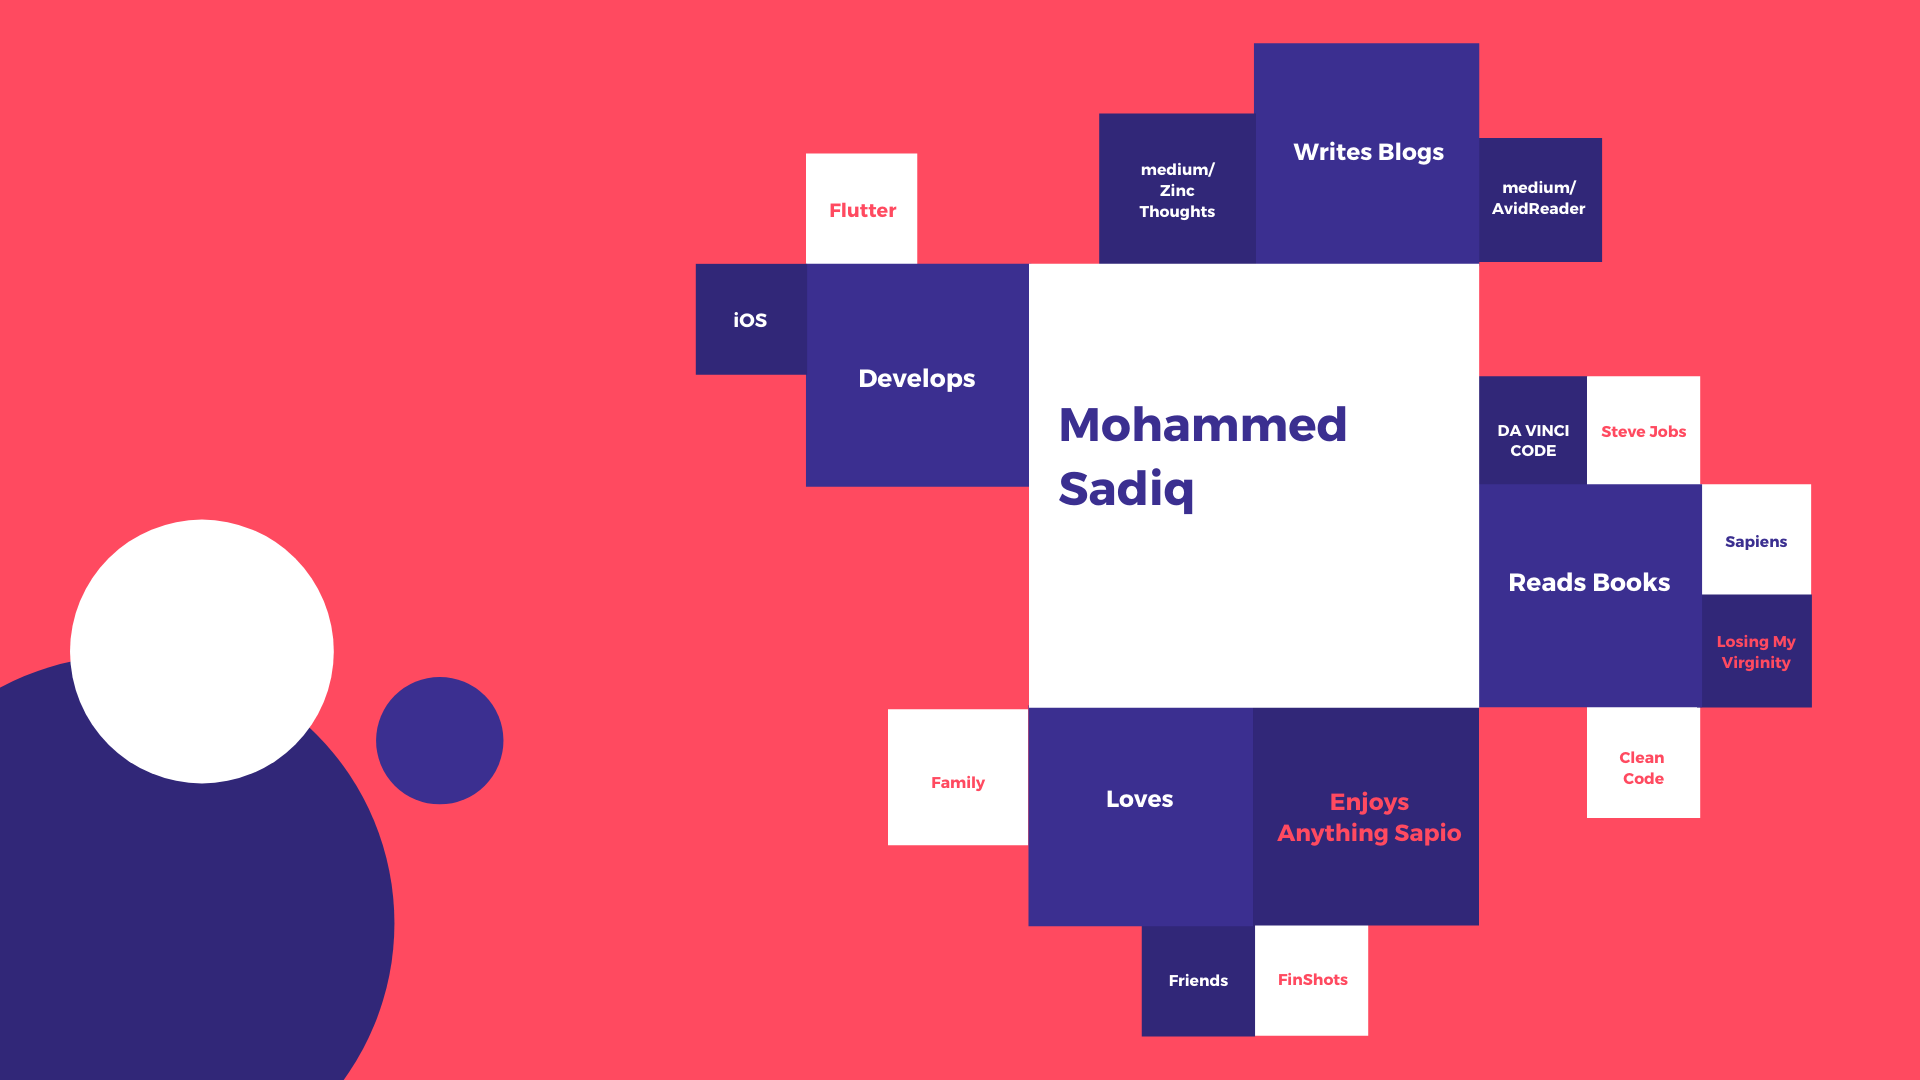 Writes Blogs
medium/
Zinc
Thoughts
medium/
AvidReader
Flutter
iOS
Develops
Mohammed
Sadiq
DA VINCI
CODE
Steve Jobs
Sapiens
Reads Books
Losing My
Virginity
Clean
Code
Family
Loves
Enjoys
Anything Sapio
Friends
FinShots